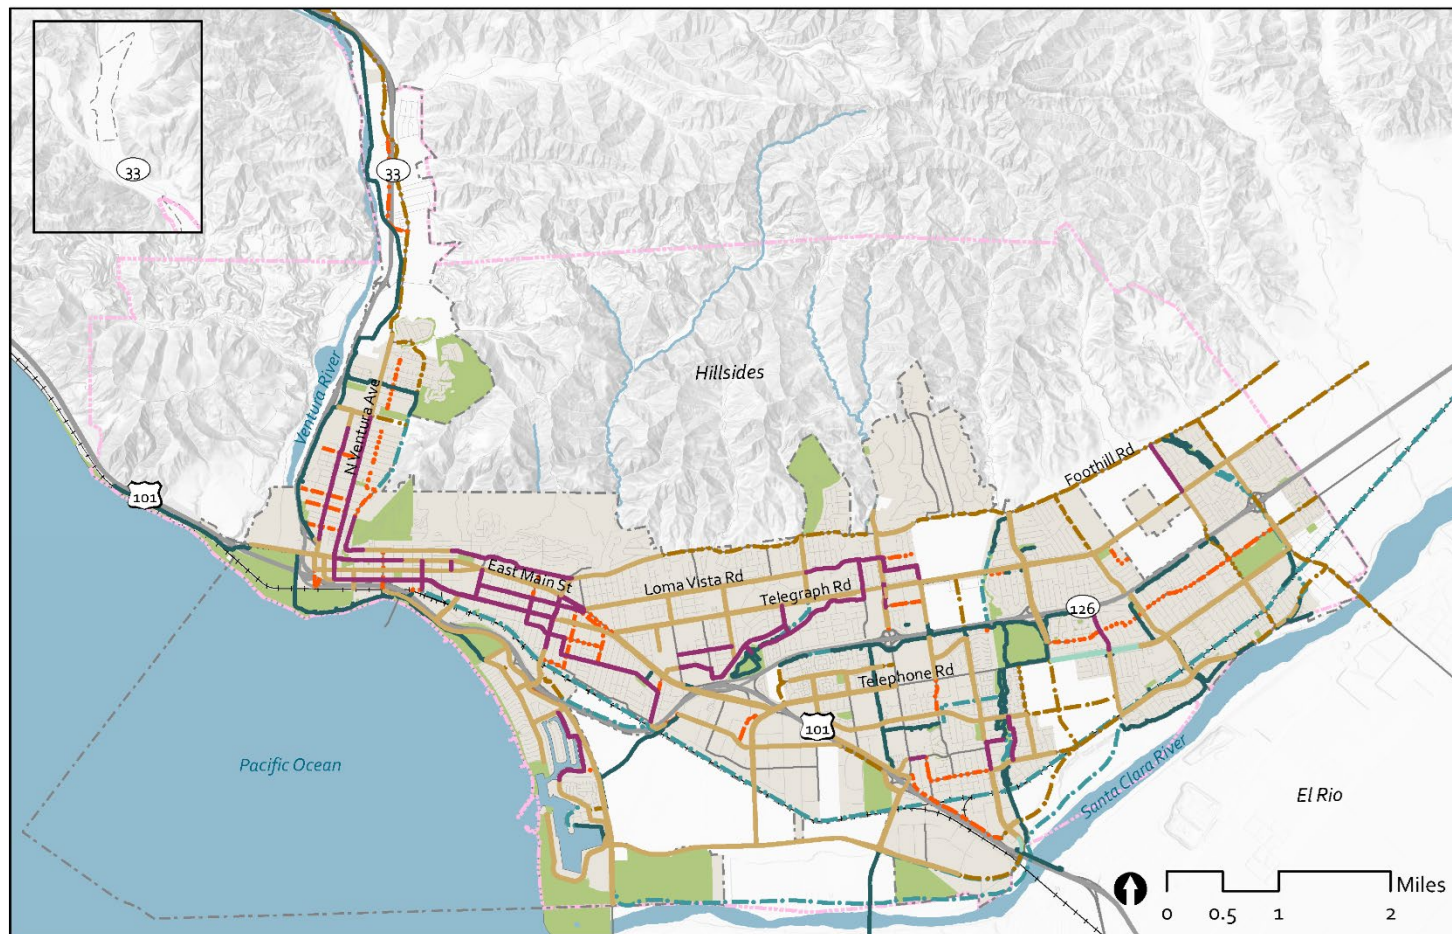 33
33
Ventura River
N Ventura Ave
Hillsides
101
Foothill Rd
East Main St
Loma Vista Rd
Telegraph Rd
126
Telephone Rd
101
Pacific Ocean
Santa Clara River
El Rio
Miles
0 0.5 1 2